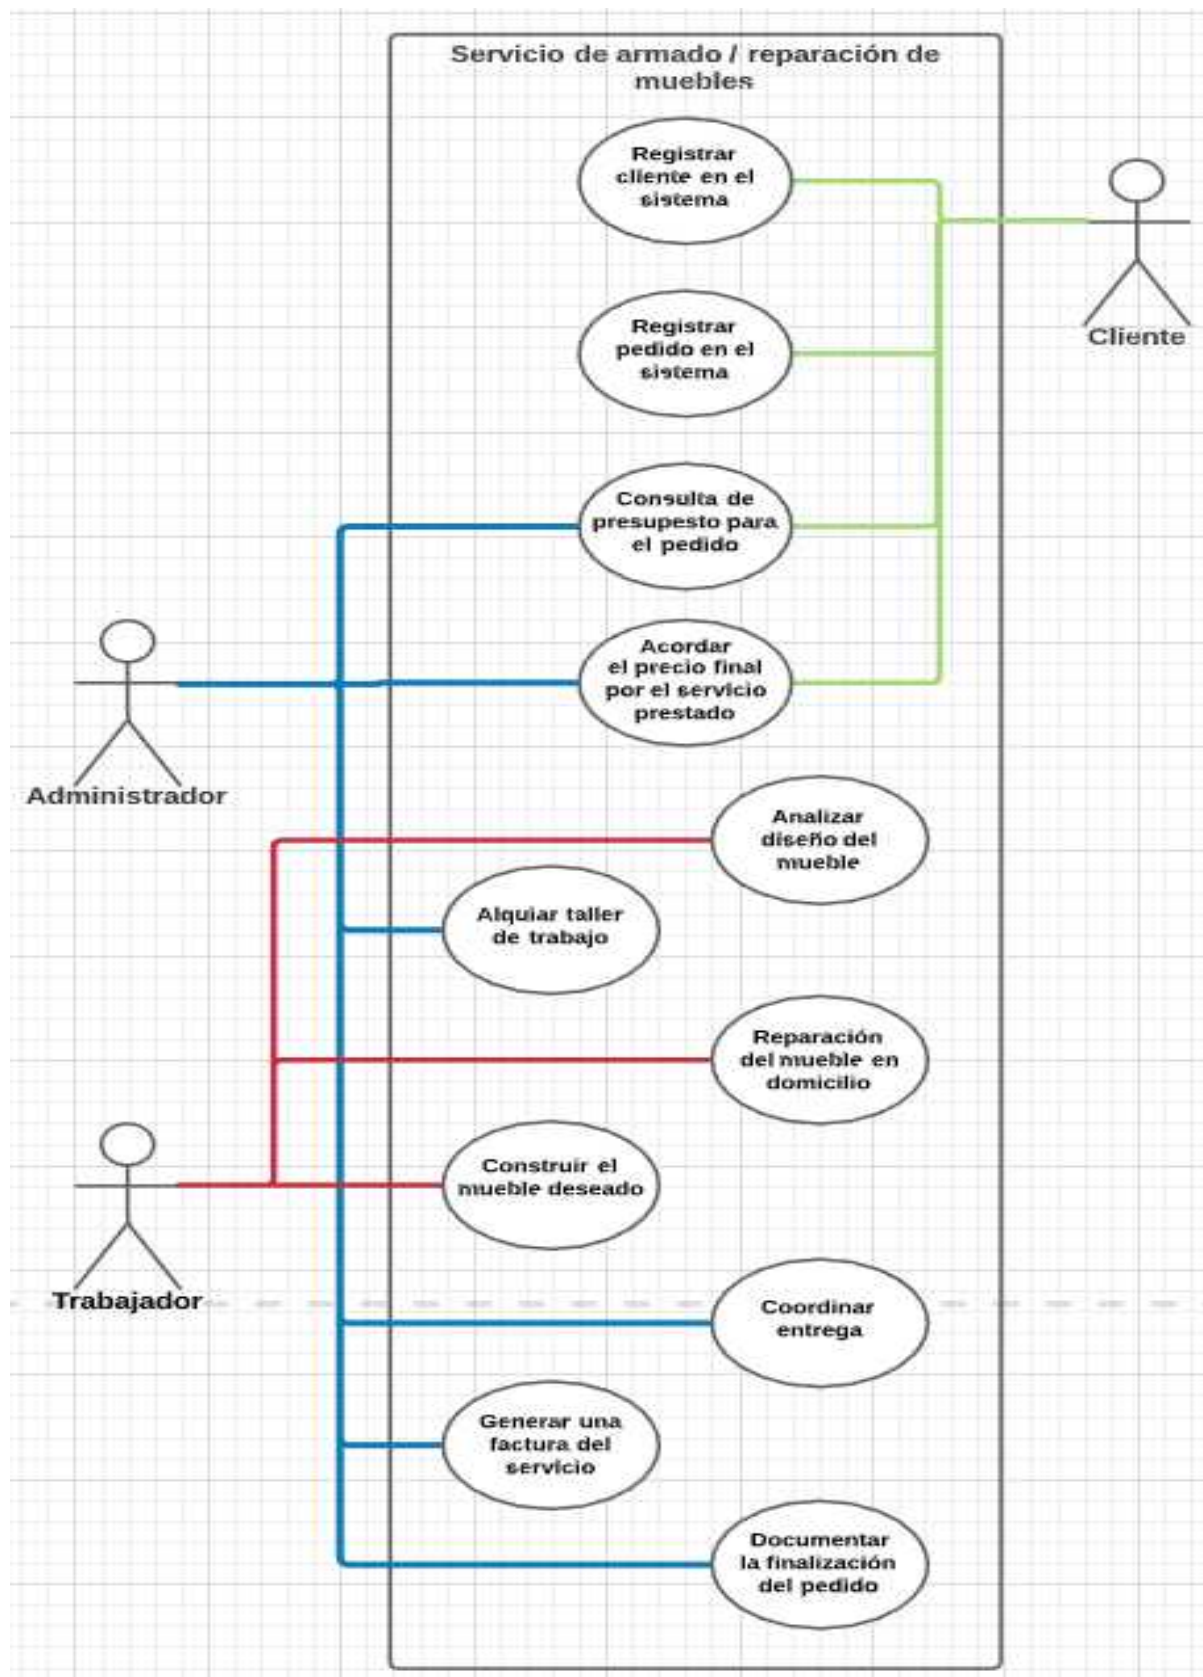 Servicio de armado / reparación de
muebles
Registrar
cliente en el
sistema
Cliente
Registrar
pedido en el
sistema
Consulta de
presupesto para
el pedido
Acordar
el precio final
por el servicio
prestado
Administrador
Analizar
diseño del
mueble
Alquiar taller
de trabajo
Reparación
del mueble en
domicilio
Construir el
mueble deseado
Trabajador
Coordinar
entrega
Generar una
factura del
servicio
Documentar
la finalización
del pedido